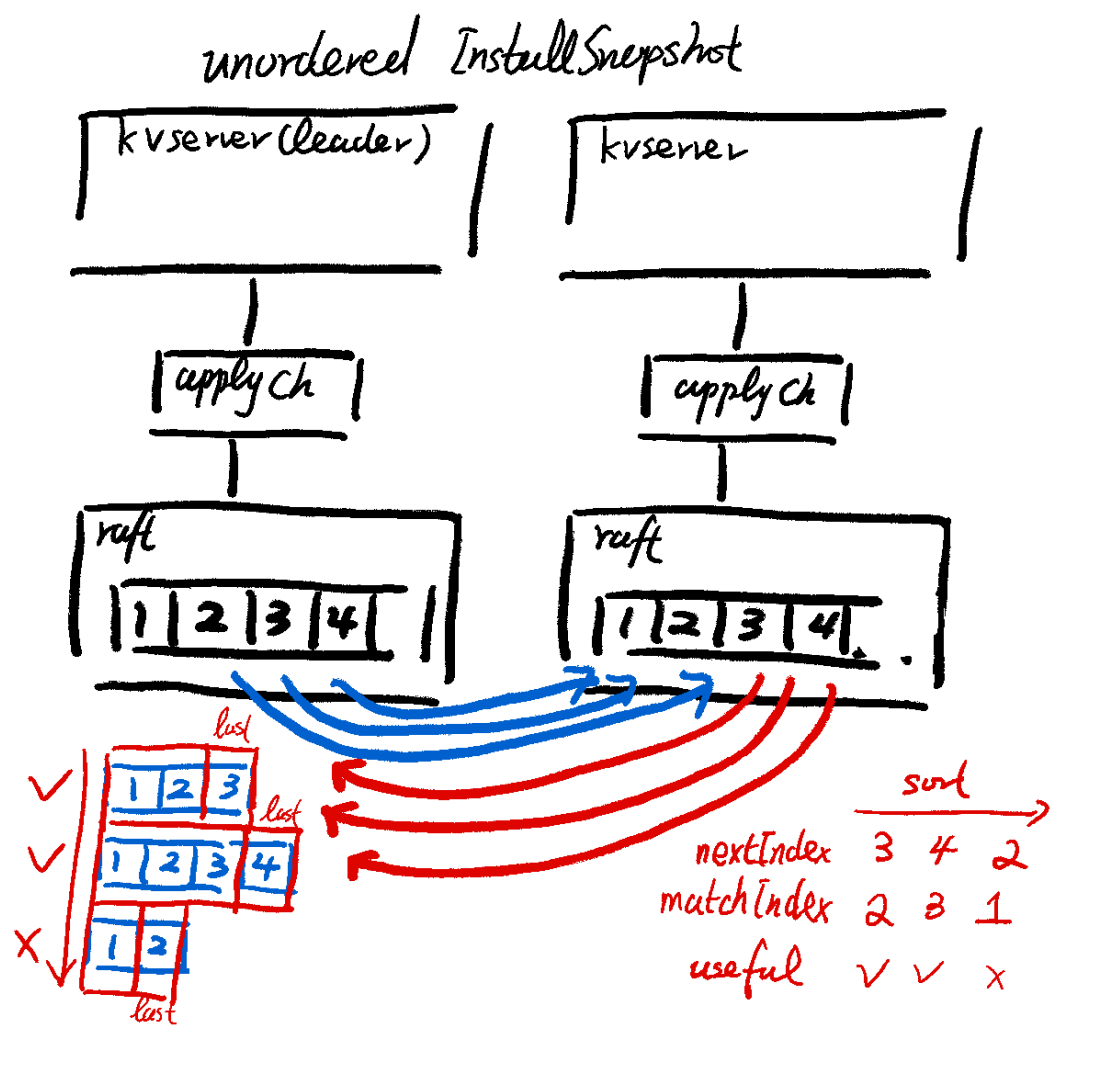 unordered InstallSnapshot
kvserver(leader)
kvserver
applych
applych
raft
raft
1 2 3 4
1 2 3 4
last
1 2 3
last
1 2 3 4
1 2
last
sort
nextIndex 3 4 2
matchIndex 2 3 1
useful ✓ ✓ ×